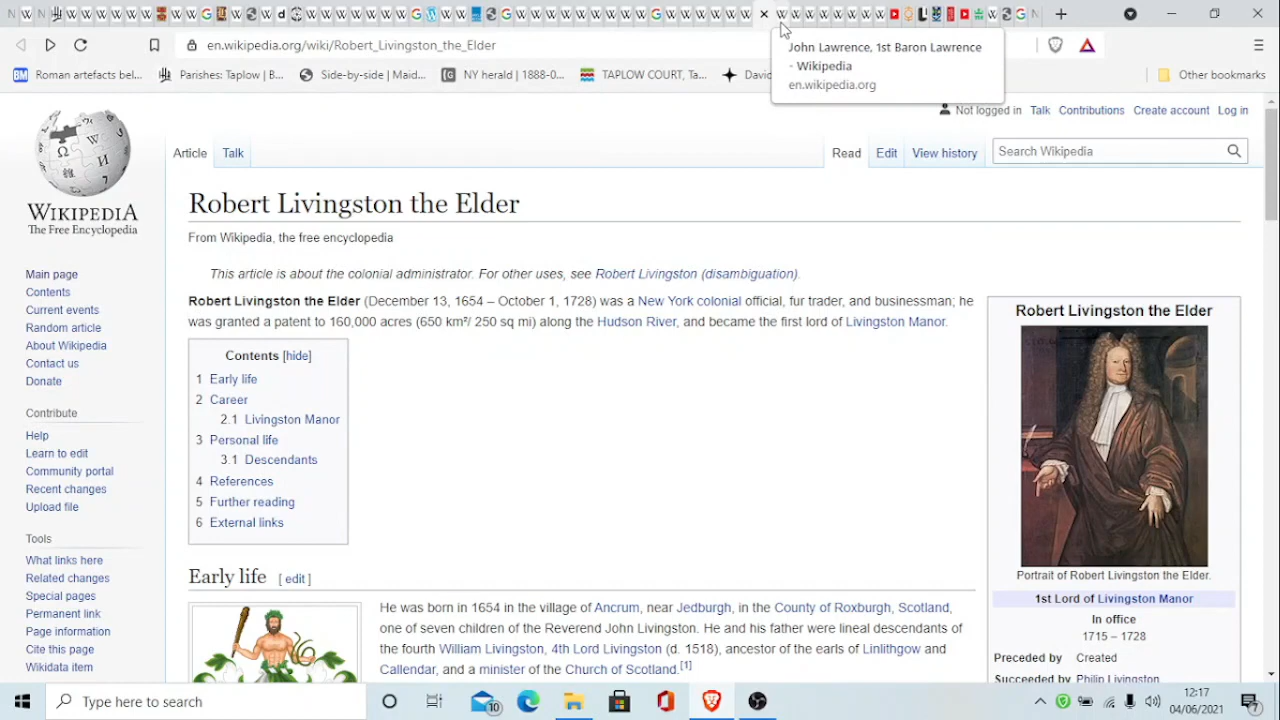 en.wikipedia.org/wiki/Robert_Livingston_the_Elder
John Lawrence, 1st Baron Lawrence
- Wikipedia
en.wikipedia.org
BM Roman artefacts bel...
Parishes: Taplow | B...
Side-by-side | Maid...
NY herald | 1888-0...
TAPLOW COURT, Ta...
David
Other bookmarks
Not logged in Talk Contributions Create account Log in
Article Talk
Read Edit View history
Search Wikipedia
WIKIPEDIA
The Free Encyclopedia
Main page
Contents
Current events
Random article
About Wikipedia
Contact us
Donate
Contribute
Help
Learn to edit
Community portal
Recent changes
Upload file
Tools
What links here
Related changes
Special pages
Permanent link
Page information
Cite this page
Wikidata item
Robert Livingston the Elder
From Wikipedia, the free encyclopedia
This article is about the colonial administrator. For other uses, see Robert Livingston (disambiguation).
Robert Livingston the Elder (December 13, 1654 – October 1, 1728) was a New York colonial official, fur trader, and businessman; he
was granted a patent to 160,000 acres (650 km²/ 250 sq mi) along the Hudson River, and became the first lord of Livingston Manor.
Contents [hide]
1 Early life
2 Career
2.1 Livingston Manor
3 Personal life
3.1 Descendants
4 References
5 Further reading
6 External links
Early life [ edit ]
He was born in 1654 in the village of Ancrum, near Jedburgh, in the County of Roxburgh, Scotland,
one of seven children of the Reverend John Livingston. He and his father were lineal descendants of
the fourth William Livingston, 4th Lord Livingston (d. 1518), ancestor of the earls of Linlithgow and
Callendar, and a minister of the Church of Scotland.[1]
Robert Livingston the Elder
Portrait of Robert Livingston the Elder.
1st Lord of Livingston Manor
In office
1715 – 1728
Preceded by Created
Succeeded by Philip Livingston
Type here to search
10
12:17
04/06/2021
7